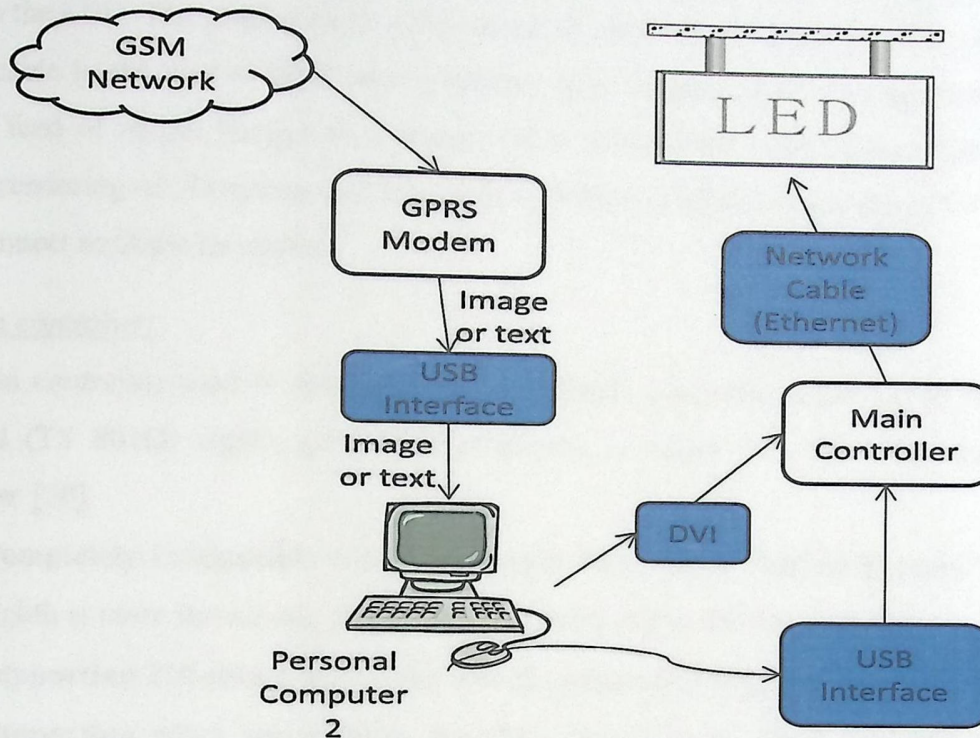 GSM
Network
LED
GPRS
Modem
Image
or text
Network
Cable
(Ethernet)
USB
Interface
Main
Controller
Image
or text
DVI
Personal
Computer
2
USB
Interface